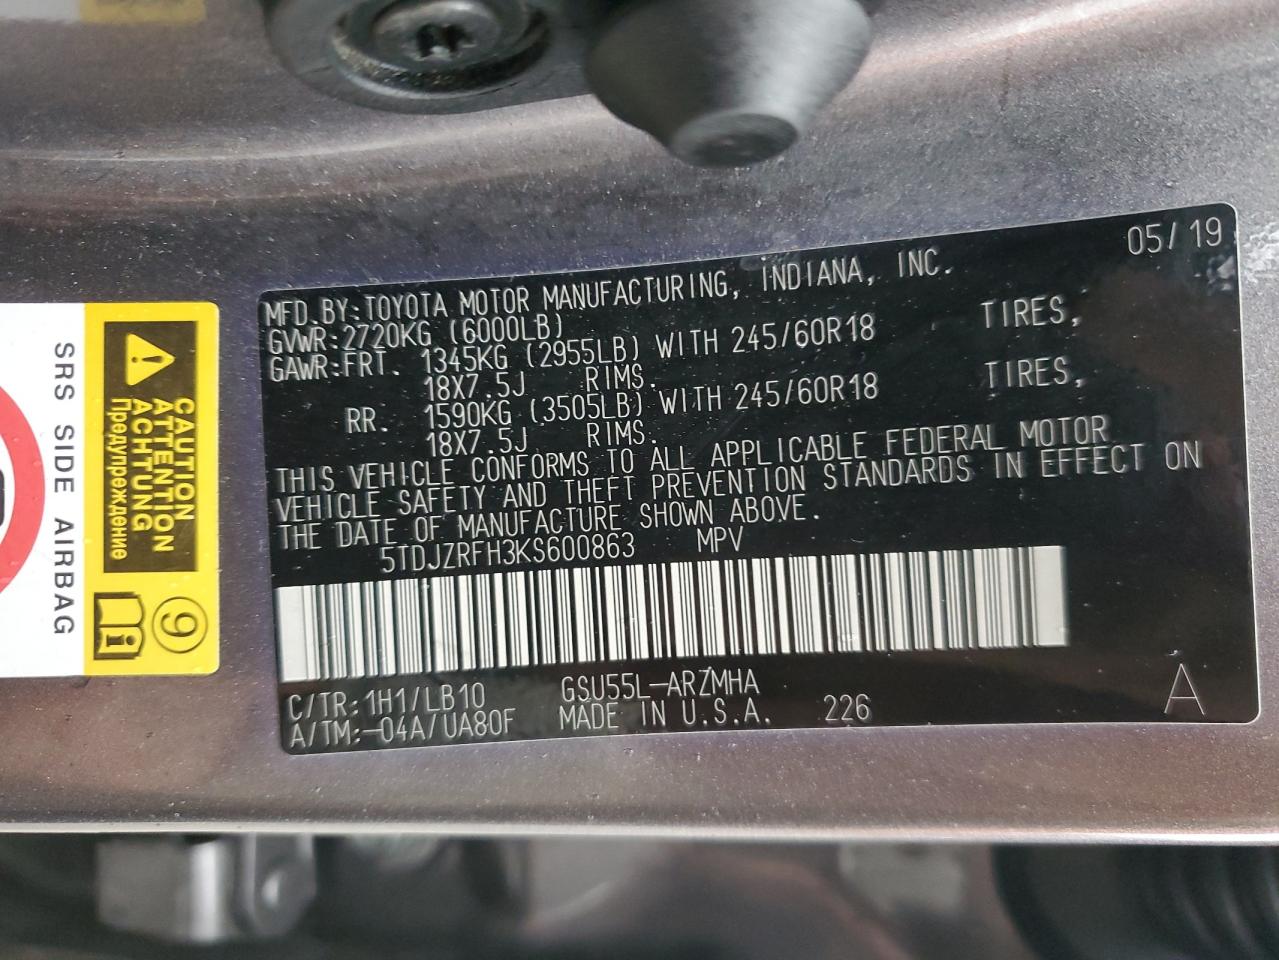 05/ 19
MFD.BY:TOYOTA MOTOR MANUFACTURING, INDIANA, INC.
GVWR:2720KG (6000LB)
GAWR:FRT. 1345KG (2955LB) WITH 245/60R18 TIRES,
18X7.5J RIMS.
RR. 1590KG (3505LB) WITH 245/60R18 TIRES,
18X7.5J RIMS.
THIS VEHICLE CONFORMS TO ALL APPLICABLE FEDERAL MOTOR
VEHICLE SAFETY AND THEFT PREVENTION STANDARDS IN EFFECT ON
THE DATE OF MANUFACTURE SHOWN ABOVE.
5TDJZRFH3KS600863 MPV
C/TR:1H1/LB10 GSU55L-ARZMHA
A/TM:-04A/UA80F MADE IN U.S.A. 226
A
CAUTION
ATTENTION
ACHTUNG
Предупреждение
9
SRS SIDE AIRBAG